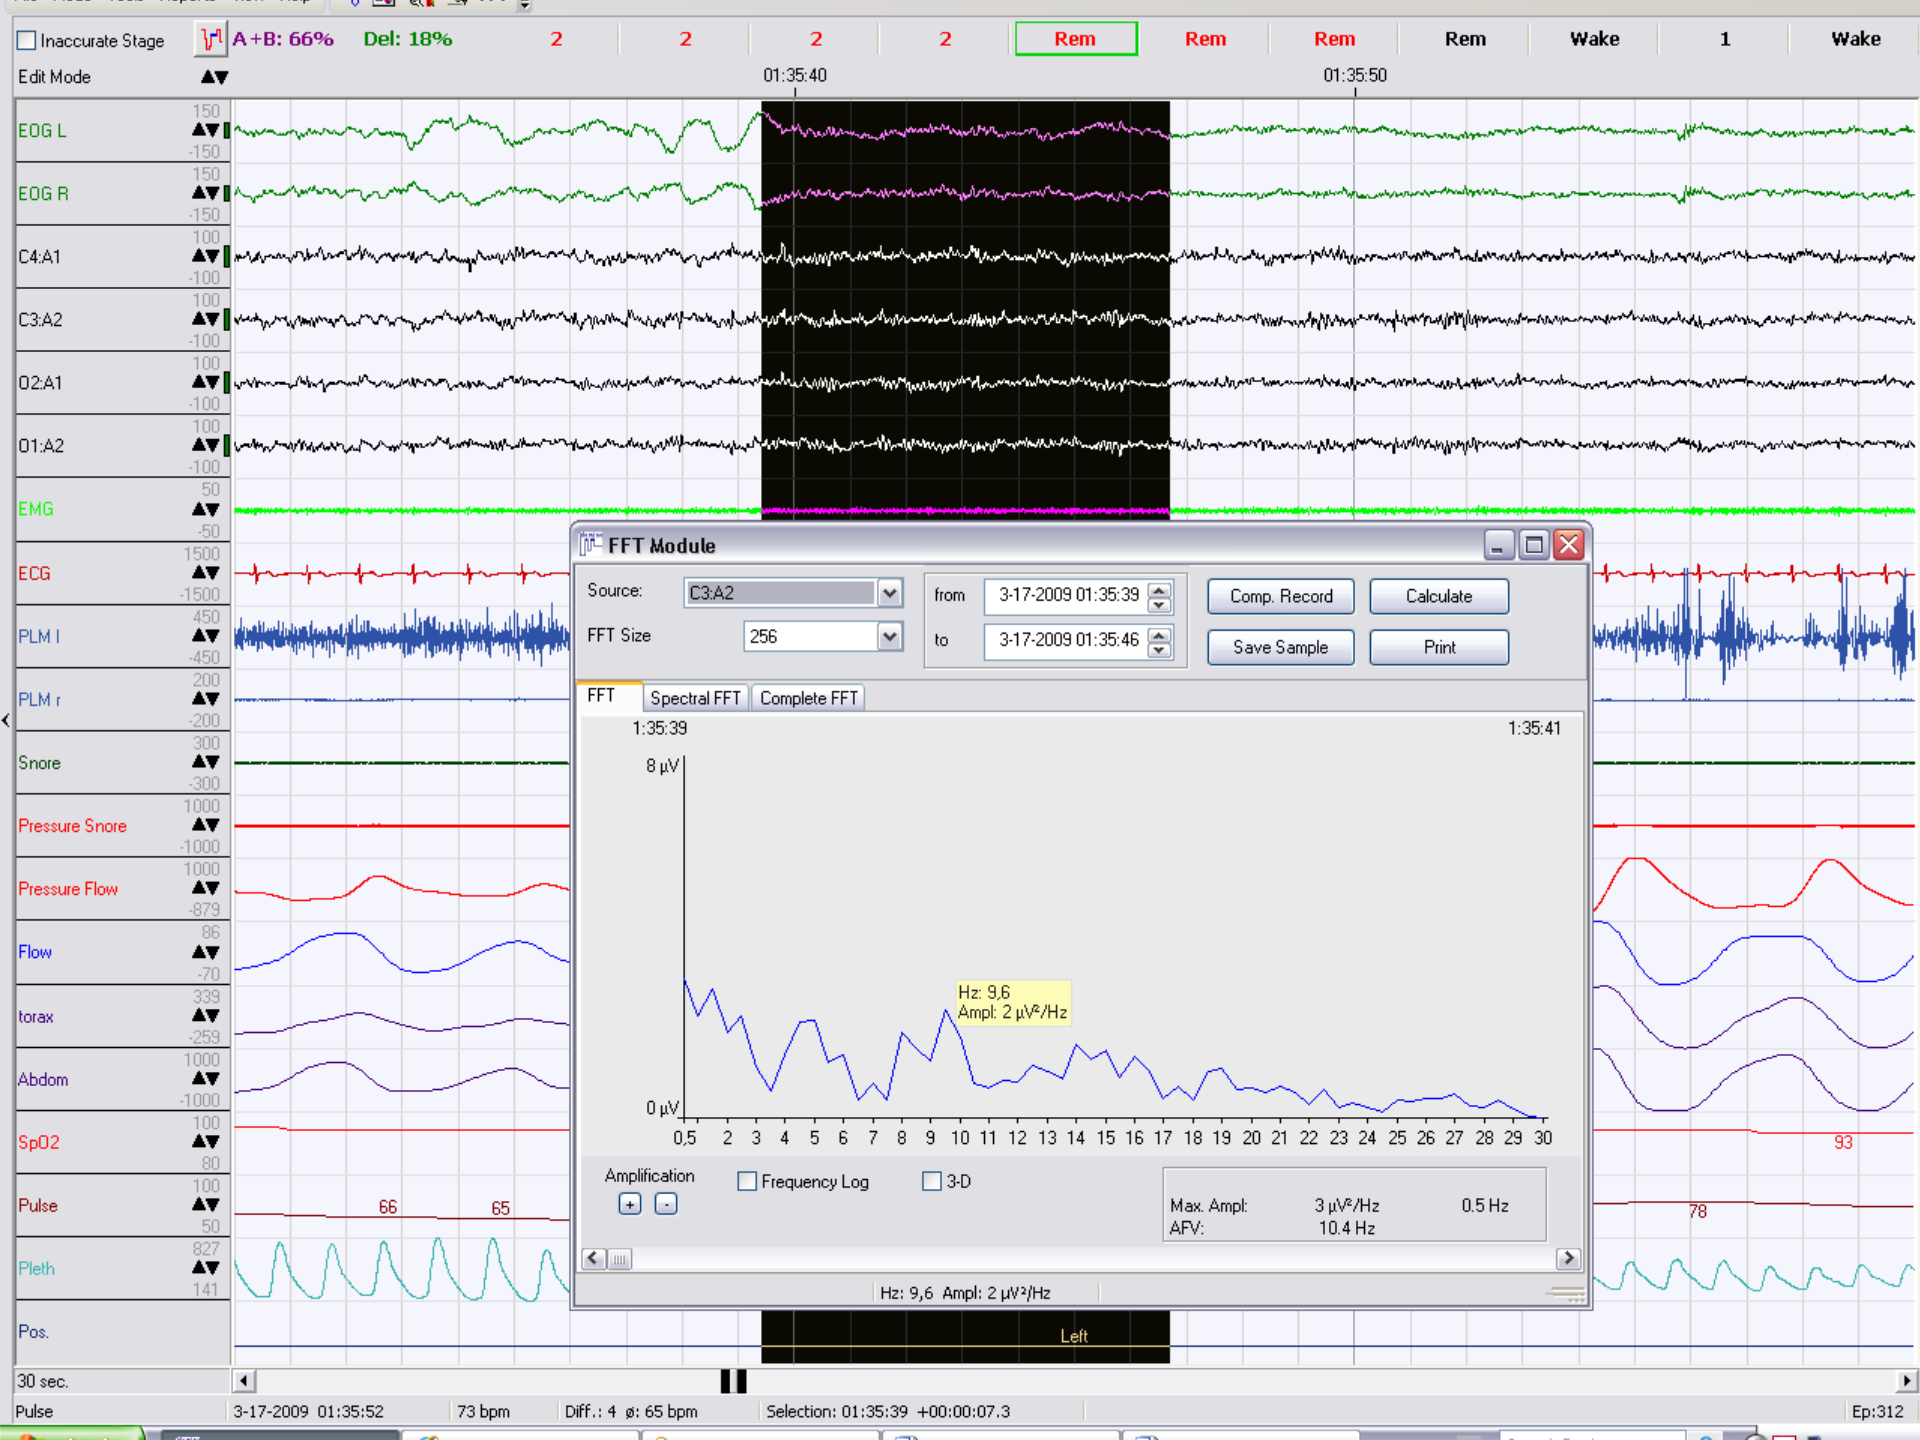 Inaccurate Stage A+B: 66% Del: 18% 2 2 2 2 Rem Rem Rem Rem Wake 1 Wake
Edit Mode 01:35:40 01:35:50
150
EOG L
-150
150
EOG R
-150
100
C4:A1
-100
100
C3:A2
-100
100
O2:A1
-100
100
O1:A2
-100
50
EMG
-50
1500
ECG
-1500
450
PLM l
-450
200
PLM r
-200
300
Snore
-300
1000
Pressure Snore
-1000
1000
Pressure Flow
-879
86
Flow
-70
339
torax
-259
1000
Abdom
-1000
100
SpO2 93
80
100
Pulse 66 65 78
50
827
Pleth
141
Pos. Left
FFT Module
Source: C3:A2 from 3-17-2009 01:35:39 Comp. Record Calculate
FFT Size 256 to 3-17-2009 01:35:46 Save Sample Print
FFT Spectral FFT Complete FFT
1:35:39 1:35:41
8 µV
Hz: 9,6
Ampl: 2 µV²/Hz
0 µV
0,5 2 3 4 5 6 7 8 9 10 11 12 13 14 15 16 17 18 19 20 21 22 23 24 25 26 27 28 29 30
Amplification Frequency Log 3-D
+ -
Max. Ampl: 3 µV²/Hz 0.5 Hz
AFV: 10.4 Hz
Hz: 9,6 Ampl: 2 µV²/Hz
30 sec.
Pulse 3-17-2009 01:35:52 73 bpm Diff.: 4 ø: 65 bpm Selection: 01:35:39 +00:00:07.3 Ep:312